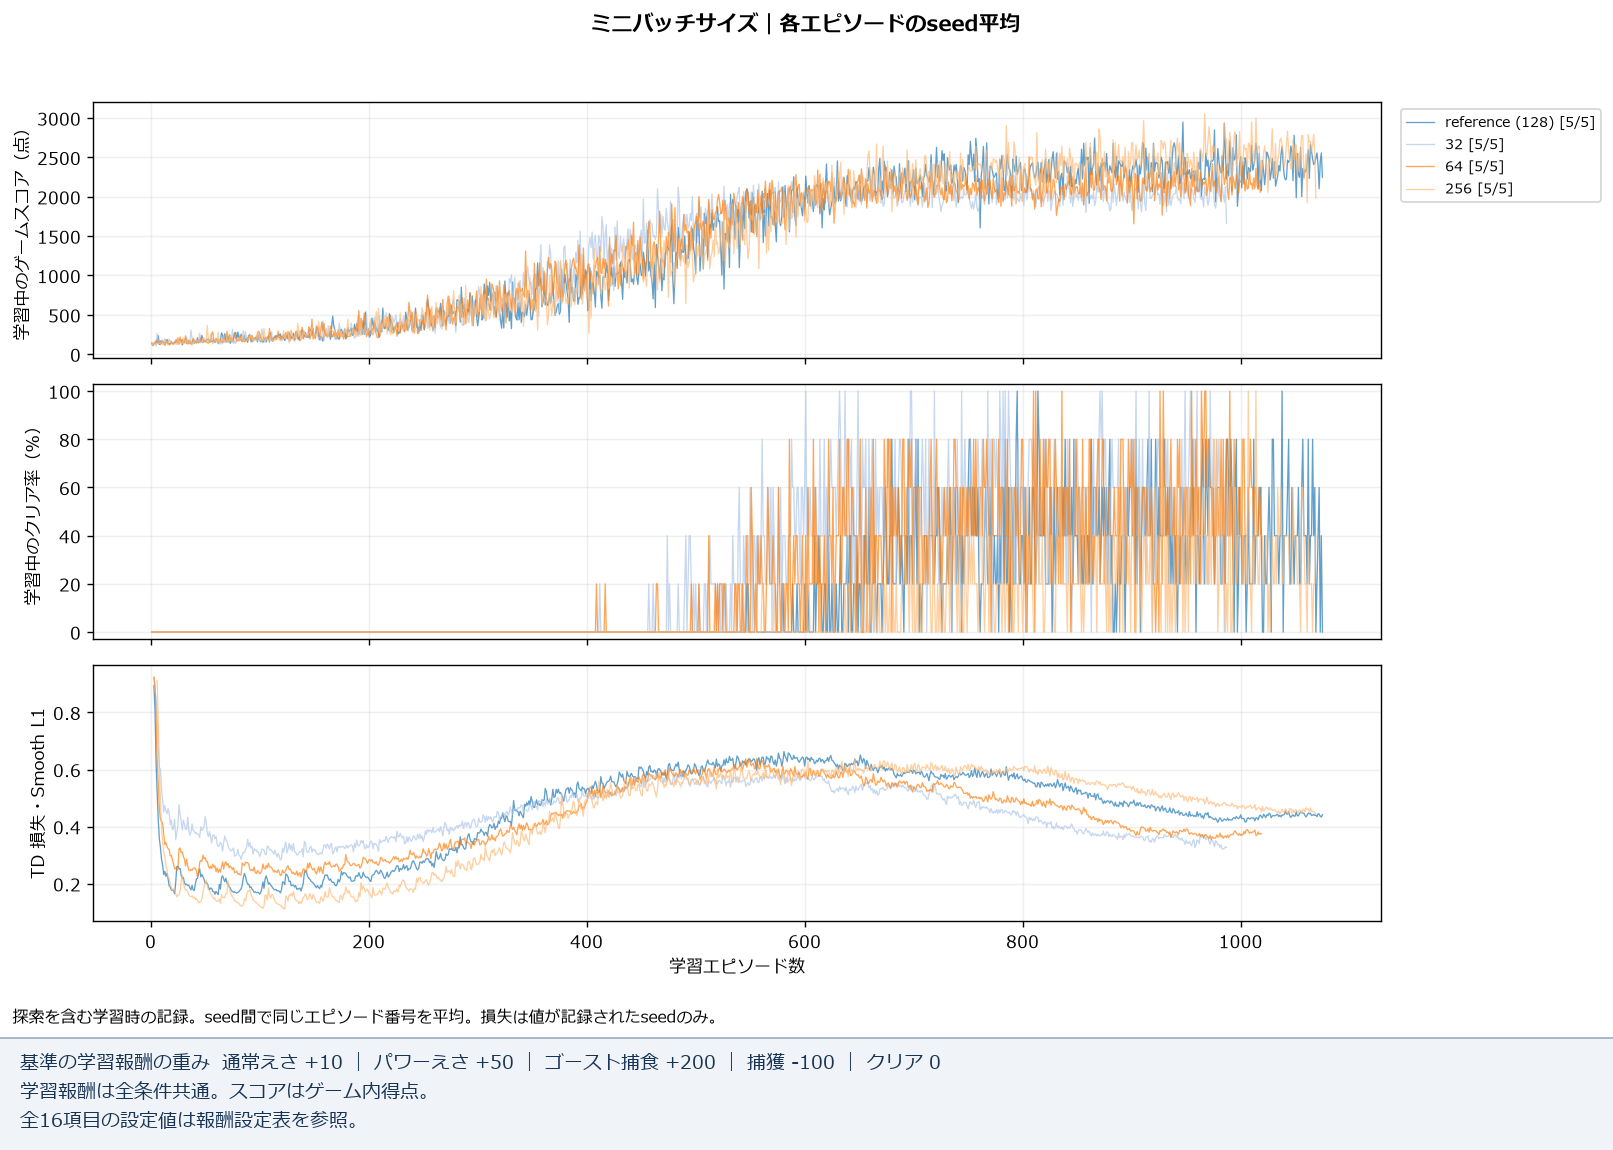 ミニバッチサイズ｜各エピソードのseed平均
学習中のゲームスコア（点）
3000
2500
2000
1500
1000
500
0
reference (128) [5/5]
32 [5/5]
64 [5/5]
256 [5/5]
学習中のクリア率（%）
100
80
60
40
20
0
TD 損失・Smooth L1
0.8
0.6
0.4
0.2
0 200 400 600 800 1000
学習エピソード数
探索を含む学習時の記録。seed間で同じエピソード番号を平均。損失は値が記録されたseedのみ。
基準の学習報酬の重み 通常えさ +10 ｜ パワーえさ +50 ｜ ゴースト捕食 +200 ｜ 捕獲 -100 ｜ クリア 0
学習報酬は全条件共通。スコアはゲーム内得点。
全16項目の設定値は報酬設定表を参照。